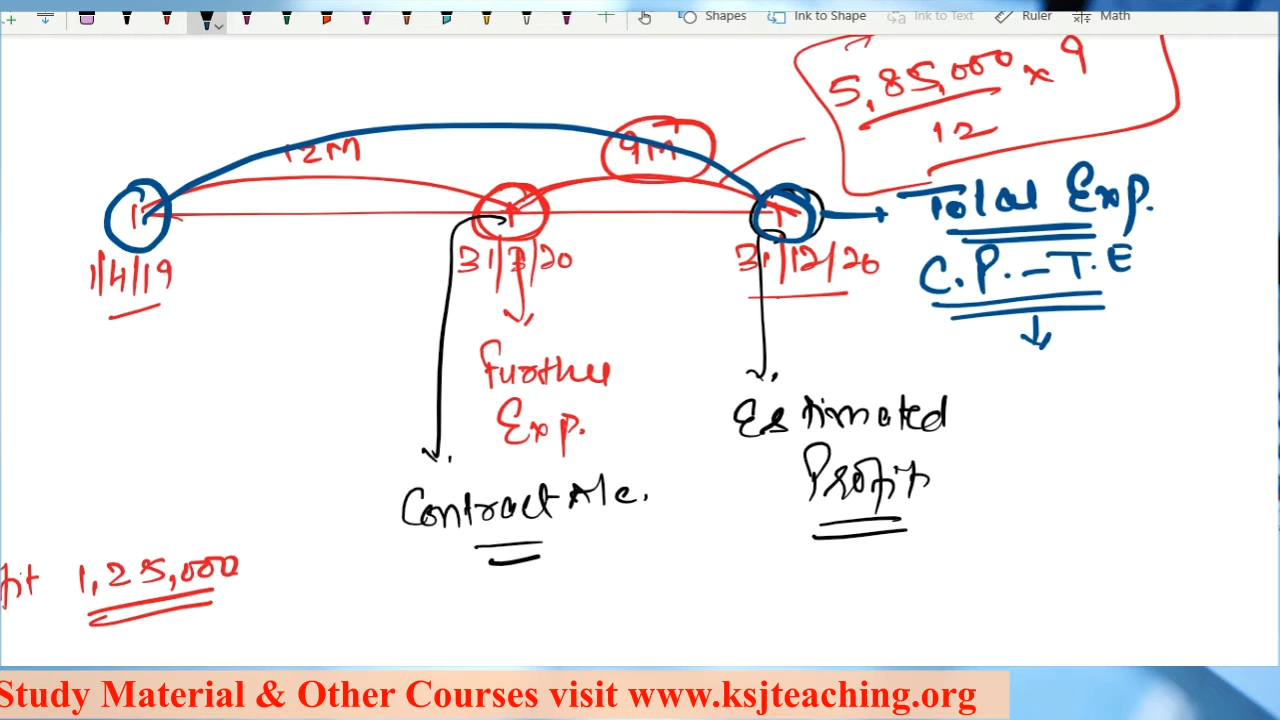 Shapes Ink to Shape Ink to Text Ruler Math
5,85,000 x 9
12
12M
9M
Total Exp.
C.P. - T.E
1/4/19
31/3/20
31/12/20
Further
Exp.
Estimated
Profit
Contract A/c.
1,25,000
Study Material & Other Courses visit www.ksjteaching.org